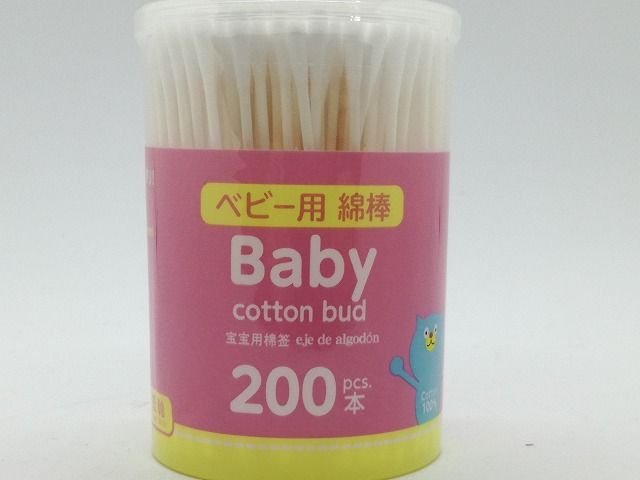 ベビー用 綿棒
Baby
cotton bud
宝宝用棉签 eje de algodón
200 pcs.
本
Cotton
100%